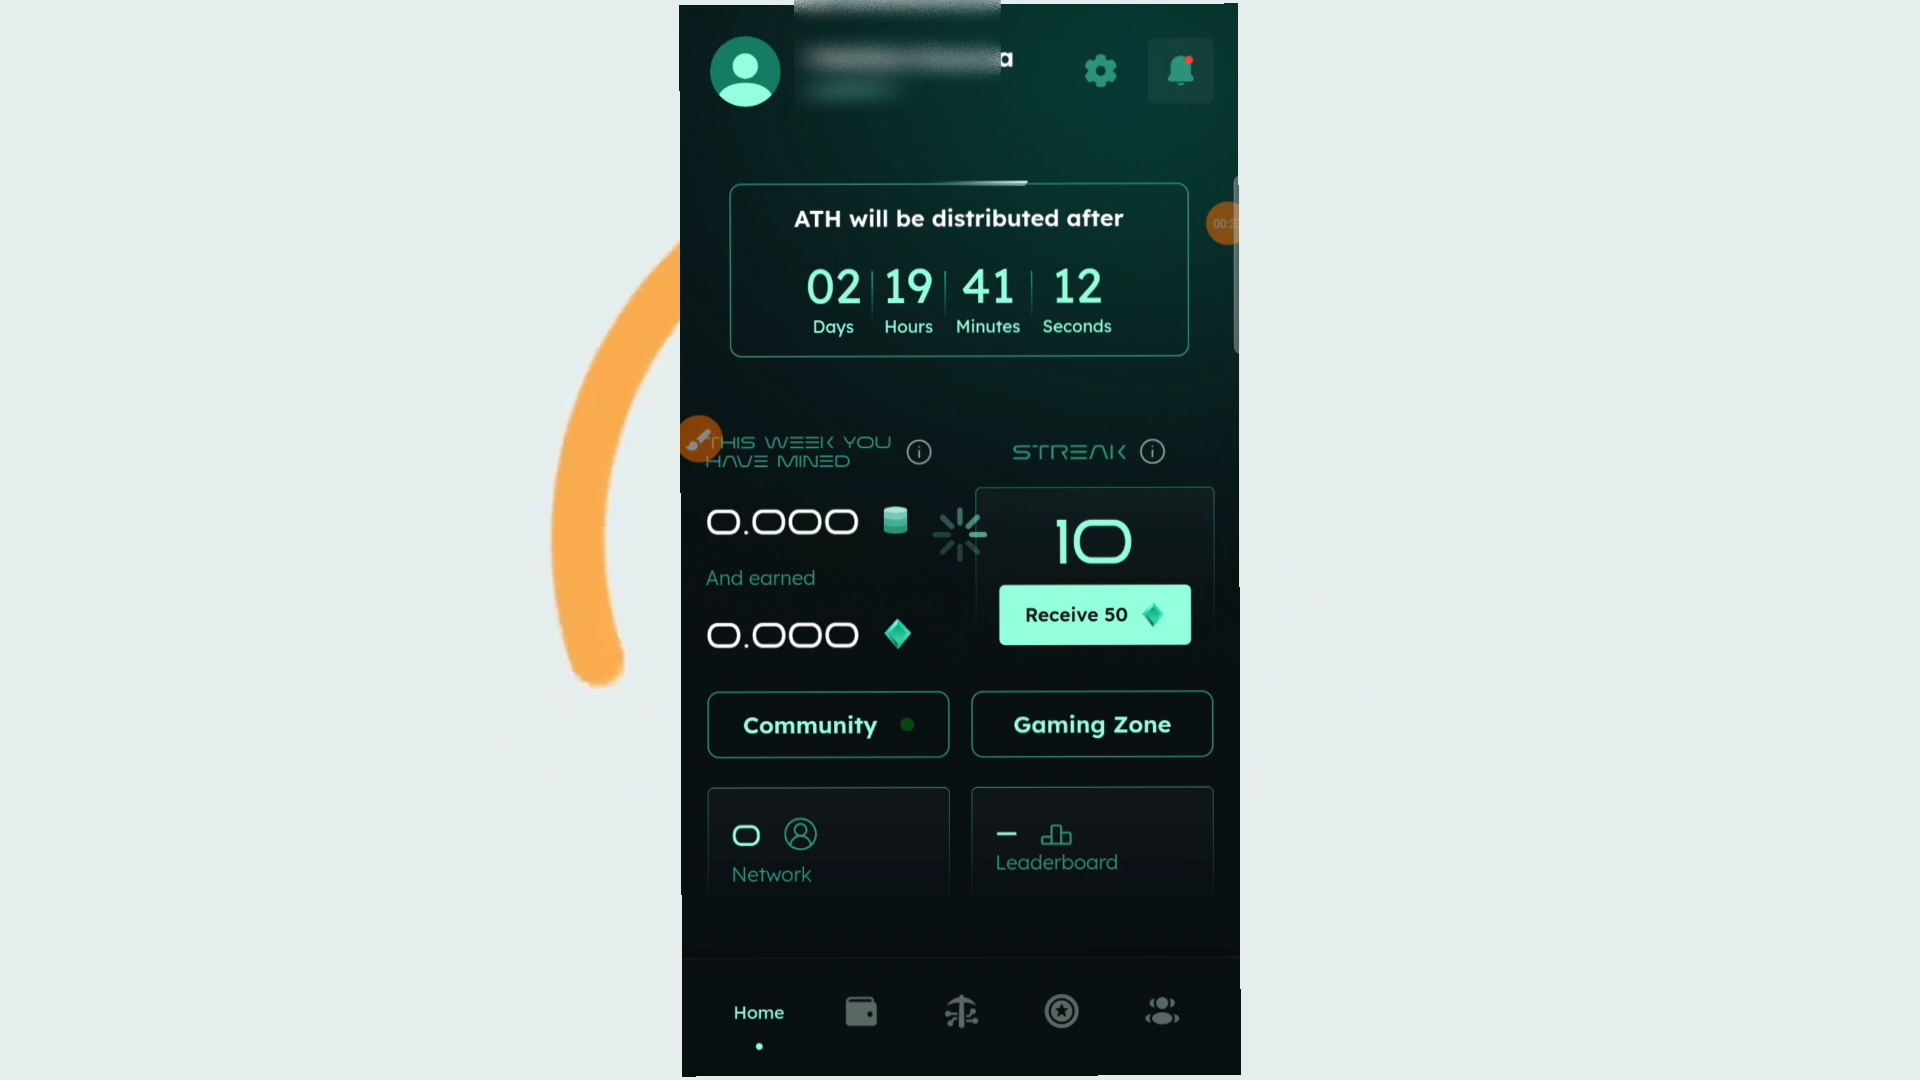 a
ATH will be distributed after
02 19 41 12
Days Hours Minutes Seconds
THIS WEEK YOU
HAVE MINED
STREAK
0.000
And earned
0.000
10
Receive 50
Community
Gaming Zone
0
Network
–
Leaderboard
Home